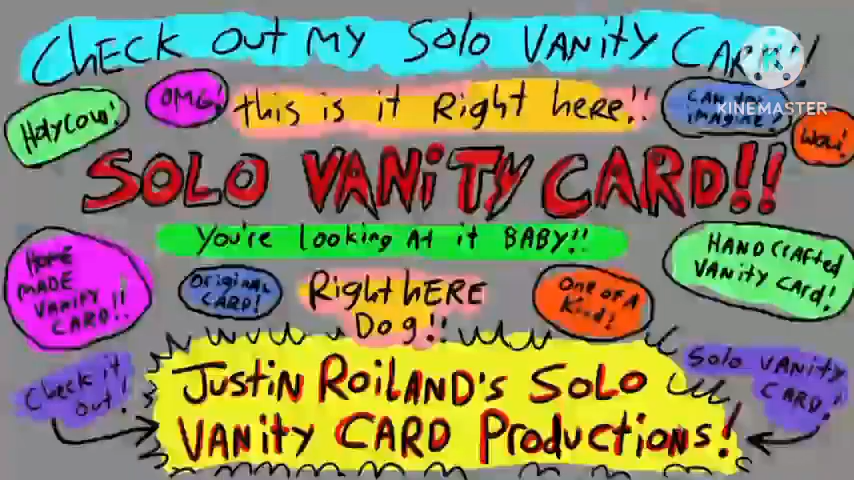 CHECK OUT MY SOLO VANITY CARD!!
HOLY COW!
OMG!
this is it Right here!!
CAN YOU
IMAGINE?
WOW!
KINEMASTER
SOLO VANITY CARD!!
YOU'RE LOOKING At it BABY!!
HOME
MADE
VANITY
CARD!!
ORIGINAL
CARD!
Right hERE
Dog!!
One of A
Kind!
HANDCRAfted
VANITY CARD!
Check it
out!
JUSTIN ROILAND'S SOLO
VANITY CARD Productions!
Solo VANITY
CARD!